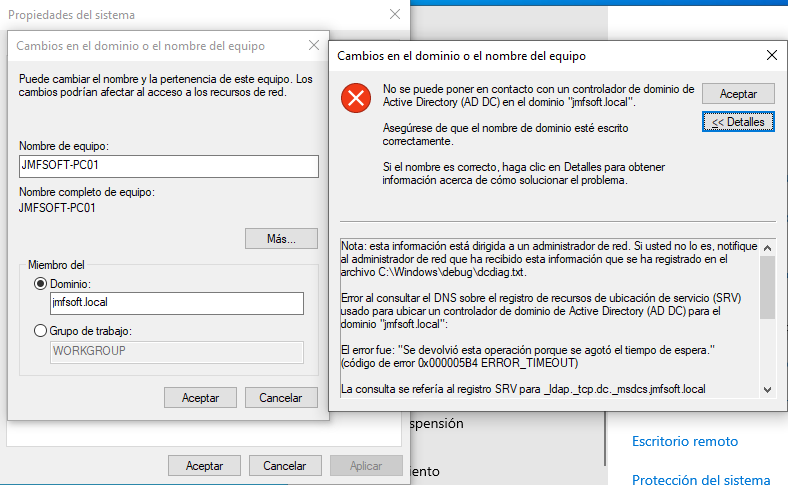 Propiedades del sistema
Cambios en el dominio o el nombre del equipo
Puede cambiar el nombre y la pertenencia de este equipo. Los
cambios podrían afectar al acceso a los recursos de red.
Nombre de equipo:
JMFSOFT-PC01
Nombre completo de equipo:
JMFSOFT-PC01
Más...
Miembro del
Dominio:
jmfsoft.local
Grupo de trabajo:
WORKGROUP
Aceptar
Cancelar
Aceptar
Cancelar
Aplicar
Cambios en el dominio o el nombre del equipo
No se puede poner en contacto con un controlador de dominio de
Active Directory (AD DC) en el dominio "jmfsoft.local".
Asegúrese de que el nombre de dominio esté escrito
correctamente.
Si el nombre es correcto, haga clic en Detalles para obtener
información acerca de cómo solucionar el problema.
Aceptar
<< Detalles
Nota: esta información está dirigida a un administrador de red. Si usted no lo es, notifique
al administrador de red que ha recibido esta información que se ha registrado en el
archivo C:\Windows\debug\dcdiag.txt.
Error al consultar el DNS sobre el registro de recursos de ubicación de servicio (SRV)
usado para ubicar un controlador de dominio de Active Directory (AD DC) para el
dominio "jmfsoft.local":
El error fue: "Se devolvió esta operación porque se agotó el tiempo de espera."
(código de error 0x000005B4 ERROR_TIMEOUT)
La consulta se refería al registro SRV para _ldap._tcp.dc._msdcs.jmfsoft.local
spensión
iento
Escritorio remoto
Protección del sistema